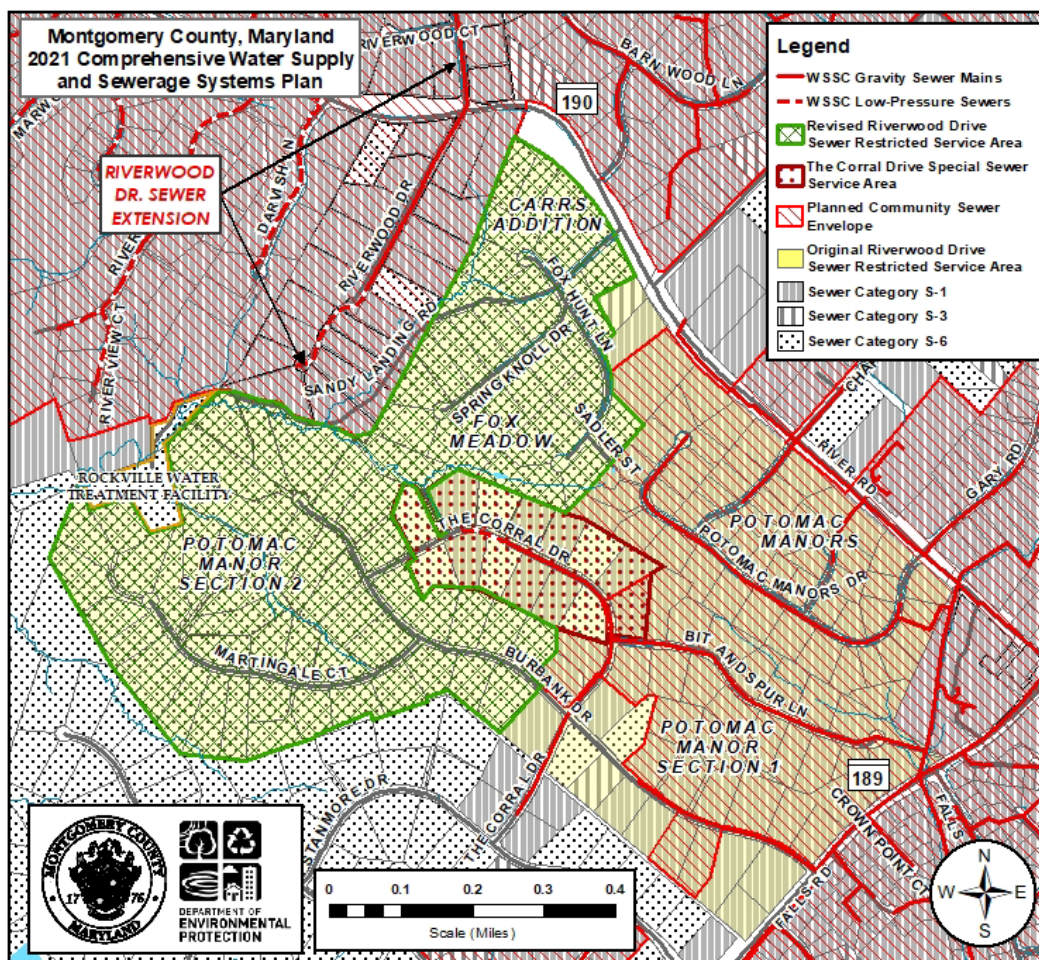 Montgomery County, Maryland
2021 Comprehensive Water Supply
and Sewerage Systems Plan
RIVERWOOD CT
BARN WOOD LN
190
Legend
WSSC Gravity Sewer Mains
WSSC Low-Pressure Sewers
Revised Riverwood Drive
Sewer Restricted Service Area
The Corral Drive Special Sewer
Service Area
Planned Community Sewer
Envelope
Original Riverwood Drive
Sewer Restricted Service Area
Sewer Category S-1
Sewer Category S-3
Sewer Category S-6
RIVERWOOD
DR. SEWER
EXTENSION
DARVISH LN
RIVERWOOD DR
CARRS
ADDITION
FOX HUNT LN
RIVERVIEW CT
SANDY LANDING RD
SPRING KNOLL DR
FOX
MEADOW
SADLER ST
RIVER RD
GARY RD
ROCKVILLE WATER
TREATMENT FACILITY
THE CORRAL DR
POTOMAC
MANORS
POTOMAC MANORS DR
POTOMAC
MANOR
SECTION 2
MARTINGALE CT
BURBANK DR
BIT AND SPUR LN
POTOMAC
MANOR
SECTION 1
189
STANMORE DR
THE CORRAL DR
CROWN POINT CT
FALLS RD
FALLS
MONTGOMERY COUNTY
17 76
MARYLAND
DEPARTMENT OF
ENVIRONMENTAL
PROTECTION
0 0.1 0.2 0.3 0.4
Scale (Miles)
N
W E
S